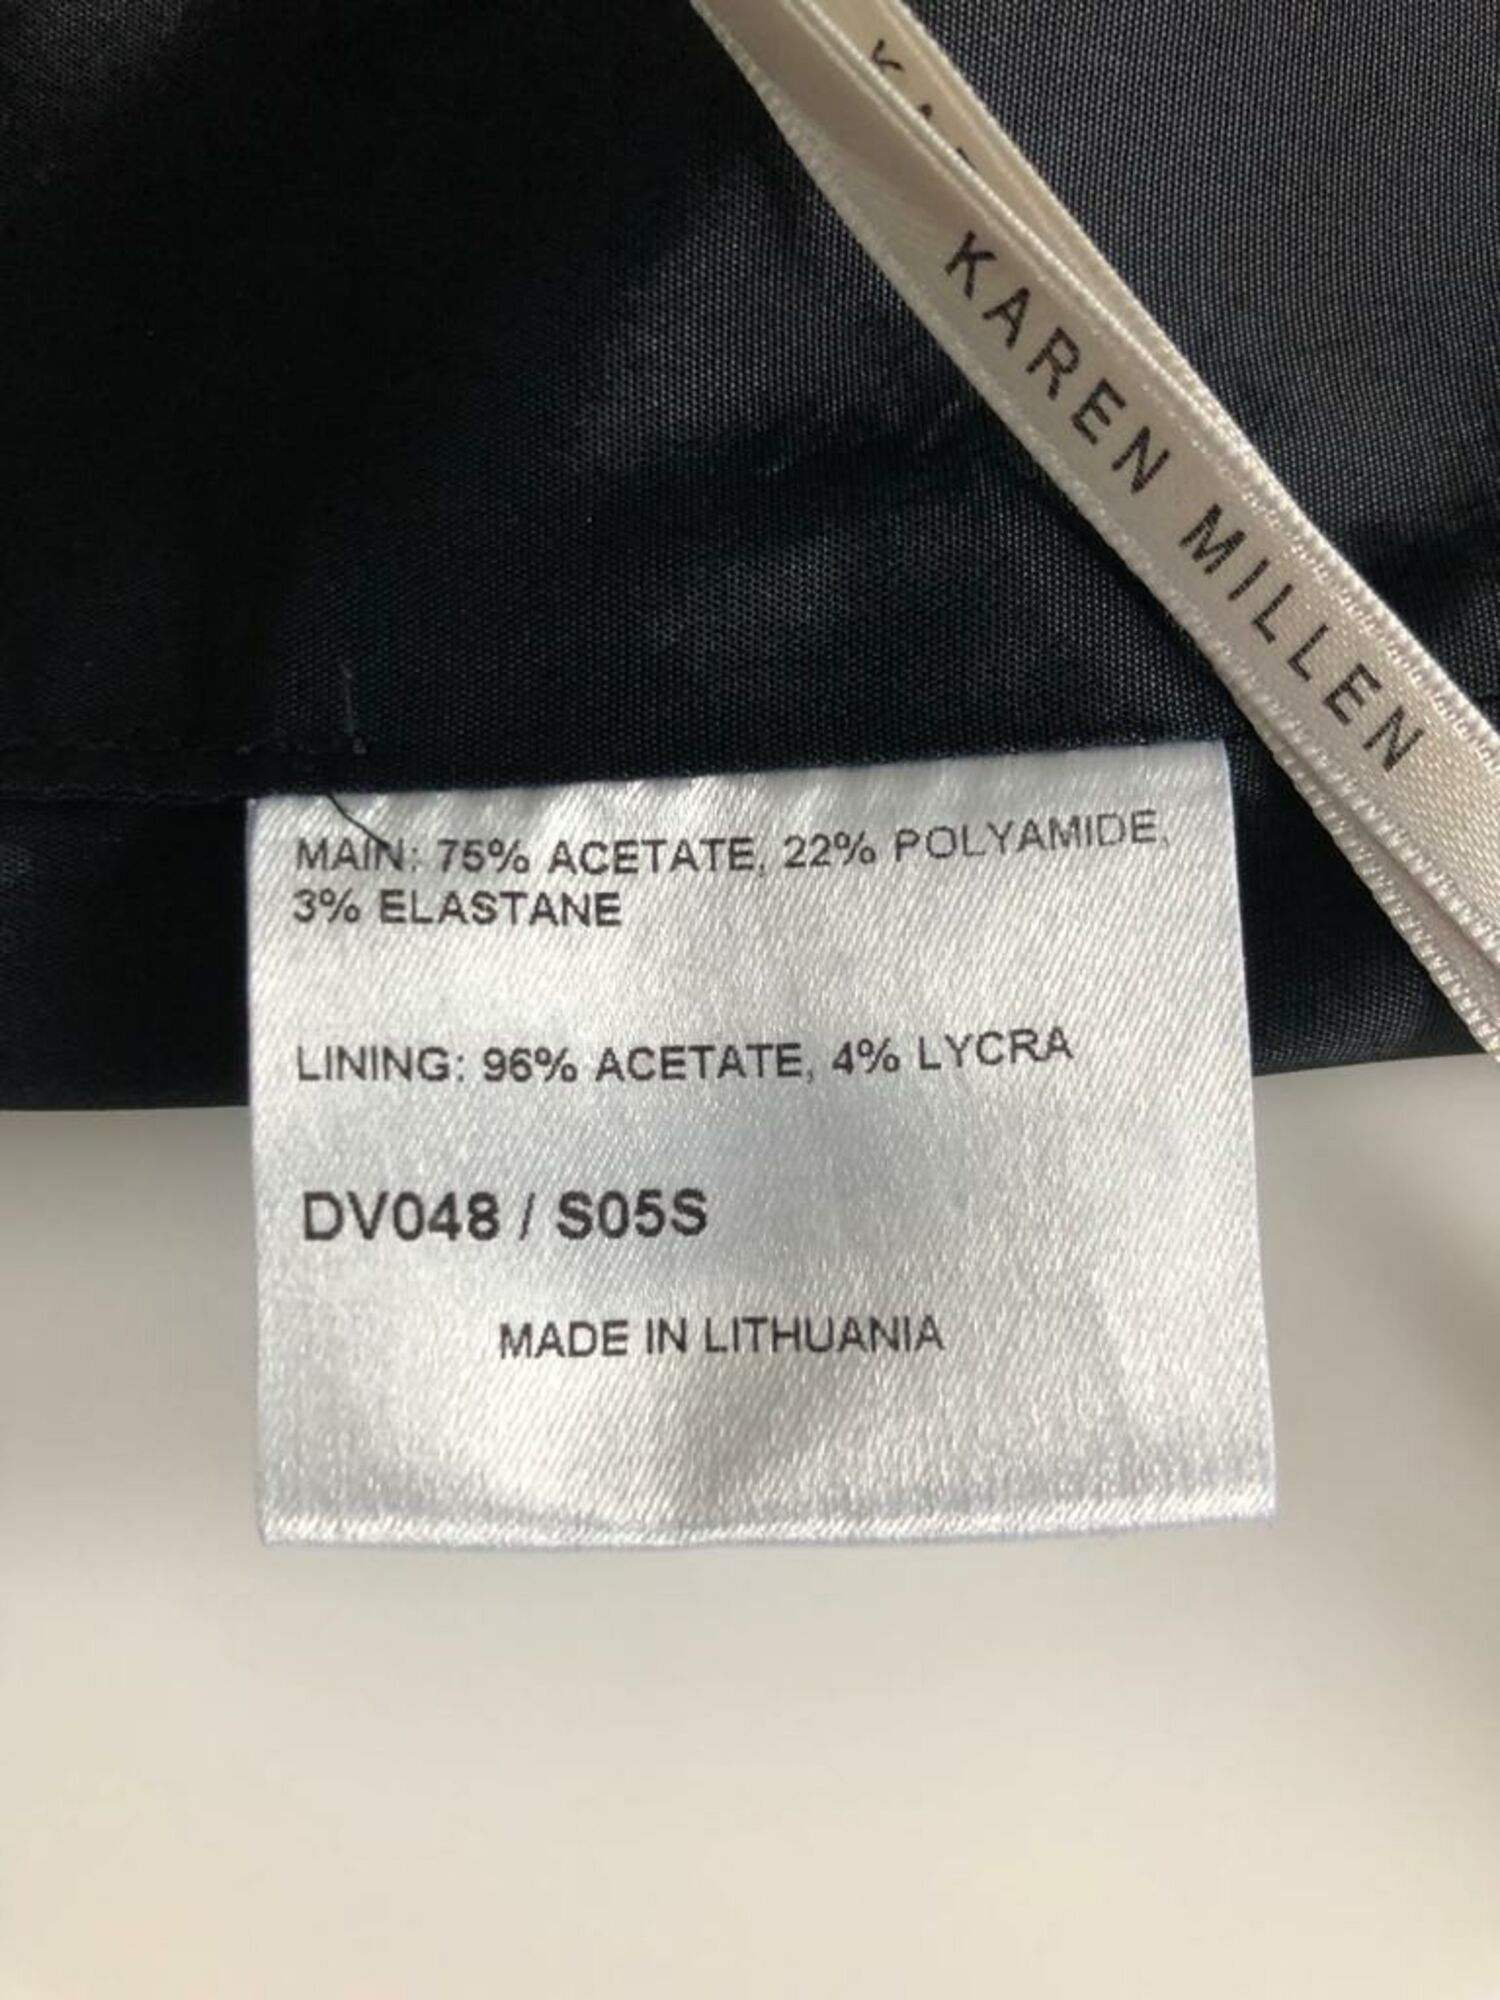 KAREN MILLEN
MAIN: 75% ACETATE, 22% POLYAMIDE,
3% ELASTANE
LINING: 96% ACETATE, 4% LYCRA
DV048 / S05S
MADE IN LITHUANIA